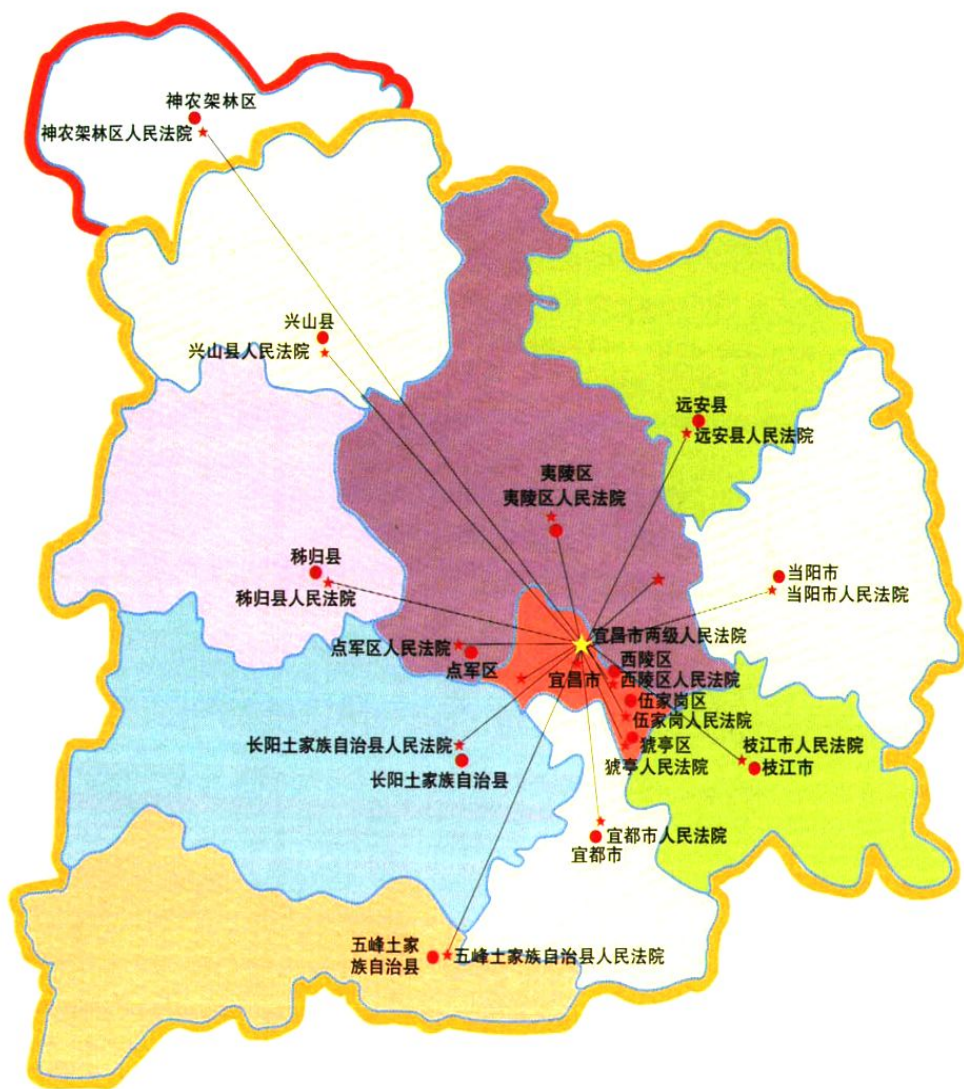 神农架林区
神农架林区人民法院
兴山县
兴山县人民法院
远安县
远安县人民法院
夷陵区
夷陵区人民法院
秭归县
秭归县人民法院
当阳市
当阳市人民法院
宜昌市两级人民法院
点军区人民法院
点军区
宜昌市
西陵区
西陵区人民法院
伍家岗区
伍家岗人民法院
猇亭区
猇亭人民法院
长阳土家族自治县人民法院
长阳土家族自治县
枝江市人民法院
枝江市
宜都市人民法院
宜都市
五峰土家
族自治县
五峰土家族自治县人民法院